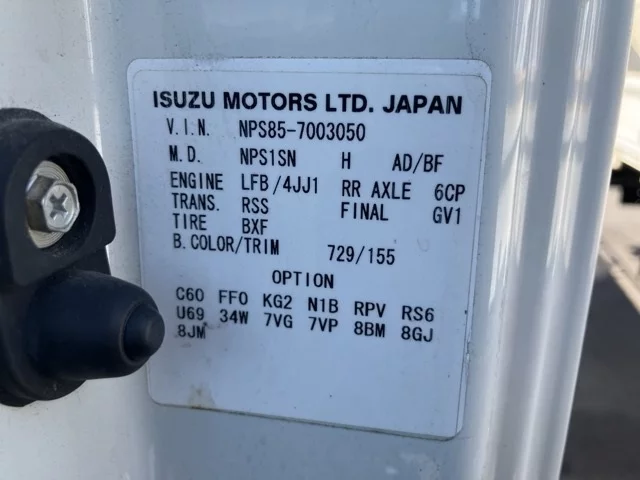 ISUZU MOTORS LTD. JAPAN
V.I.N. NPS85-7003050
M.D. NPS1SN H AD/BF
ENGINE LFB/4JJ1 RR AXLE 6CP
TRANS. RSS FINAL GV1
TIRE BXF
B.COLOR/TRIM 729/155
OPTION
C60 FF0 KG2 N1B RPV RS6
U69 34W 7VG 7VP 8BM 8GJ
8JM